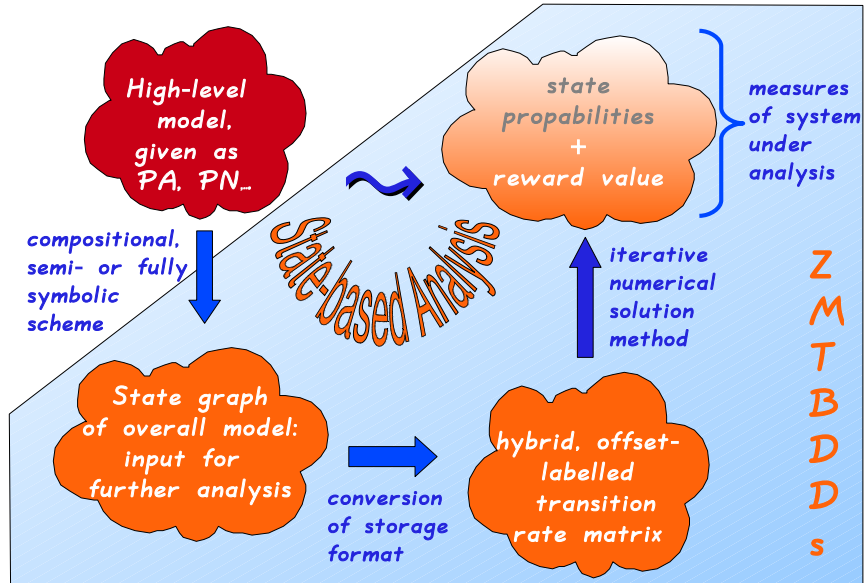 High-level
model,
given as
PA, PN,...
state
propabilities
+
reward value
measures
of system
under
analysis
compositional,
semi- or fully
symbolic
scheme
State-based Analysis
iterative
numerical
solution
method
Z
M
T
B
D
D
s
State graph
of overall model:
input for
further analysis
conversion
of storage
format
hybrid, offset-
labelled
transition
rate matrix